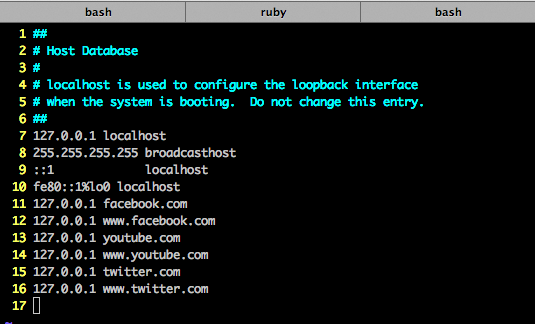 bash ruby bash
1 ##
2 # Host Database
3 #
4 # localhost is used to configure the loopback interface
5 # when the system is booting.  Do not change this entry.
6 ##
7 127.0.0.1 localhost
8 255.255.255.255 broadcasthost
9 ::1             localhost
10 fe80::1%lo0 localhost
11 127.0.0.1 facebook.com
12 127.0.0.1 www.facebook.com
13 127.0.0.1 youtube.com
14 127.0.0.1 www.youtube.com
15 127.0.0.1 twitter.com
16 127.0.0.1 www.twitter.com
17
~